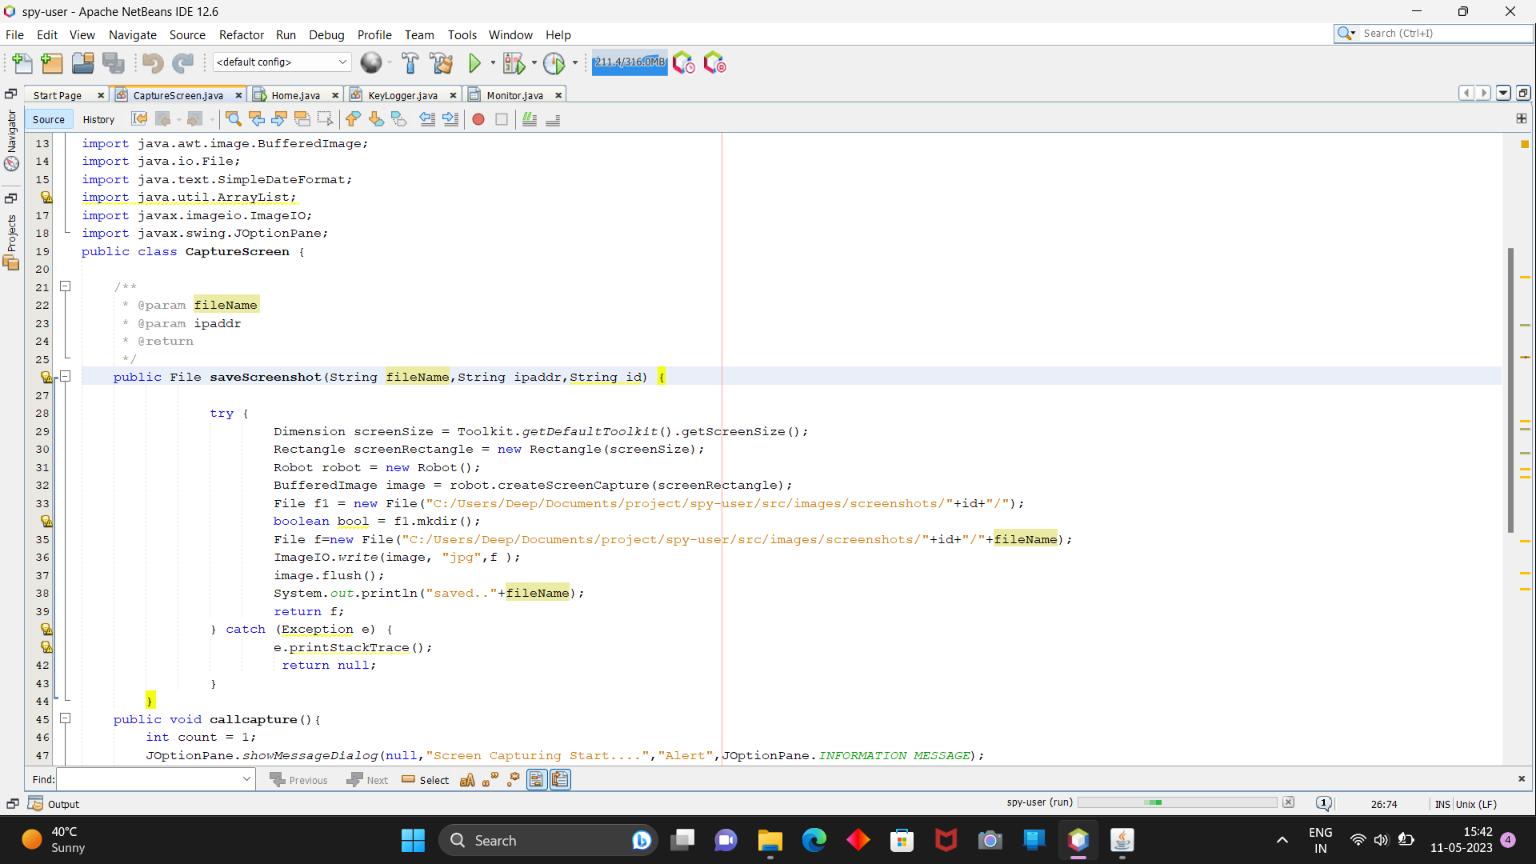 spy-user - Apache NetBeans IDE 12.6
File Edit View Navigate Source Refactor Run Debug Profile Team Tools Window Help
Search (Ctrl+I)
<default config>
211.4/316.0MB
Start Page
CaptureScreen.java
Home.java
KeyLogger.java
Monitor.java
Source History
Navigator
Projects
13 import java.awt.image.BufferedImage;
14 import java.io.File;
15 import java.text.SimpleDateFormat;
import java.util.ArrayList;
17 import javax.imageio.ImageIO;
18 import javax.swing.JOptionPane;
19 public class CaptureScreen {
20
21 /**
22 * @param fileName
23 * @param ipaddr
24 * @return
25 */
public File saveScreenshot(String fileName,String ipaddr,String id) {
27
28 try {
29 Dimension screenSize = Toolkit.getDefaultToolkit().getScreenSize();
30 Rectangle screenRectangle = new Rectangle(screenSize);
31 Robot robot = new Robot();
32 BufferedImage image = robot.createScreenCapture(screenRectangle);
33 File f1 = new File("C:/Users/Deep/Documents/project/spy-user/src/images/screenshots/"+id+"/");
boolean bool = f1.mkdir();
35 File f=new File("C:/Users/Deep/Documents/project/spy-user/src/images/screenshots/"+id+"/"+fileName);
36 ImageIO.write(image, "jpg",f );
37 image.flush();
38 System.out.println("saved.."+fileName);
39 return f;
} catch (Exception e) {
e.printStackTrace();
42 return null;
43 }
44 }
45 public void callcapture(){
46 int count = 1;
47 JOptionPane.showMessageDialog(null,"Screen Capturing Start....","Alert",JOptionPane.INFORMATION_MESSAGE);
Find: Previous Next Select
Output
spy-user (run)
1
26:74
INS Unix (LF)
40°C
Sunny
Search
ENG
IN
15:42
11-05-2023
4